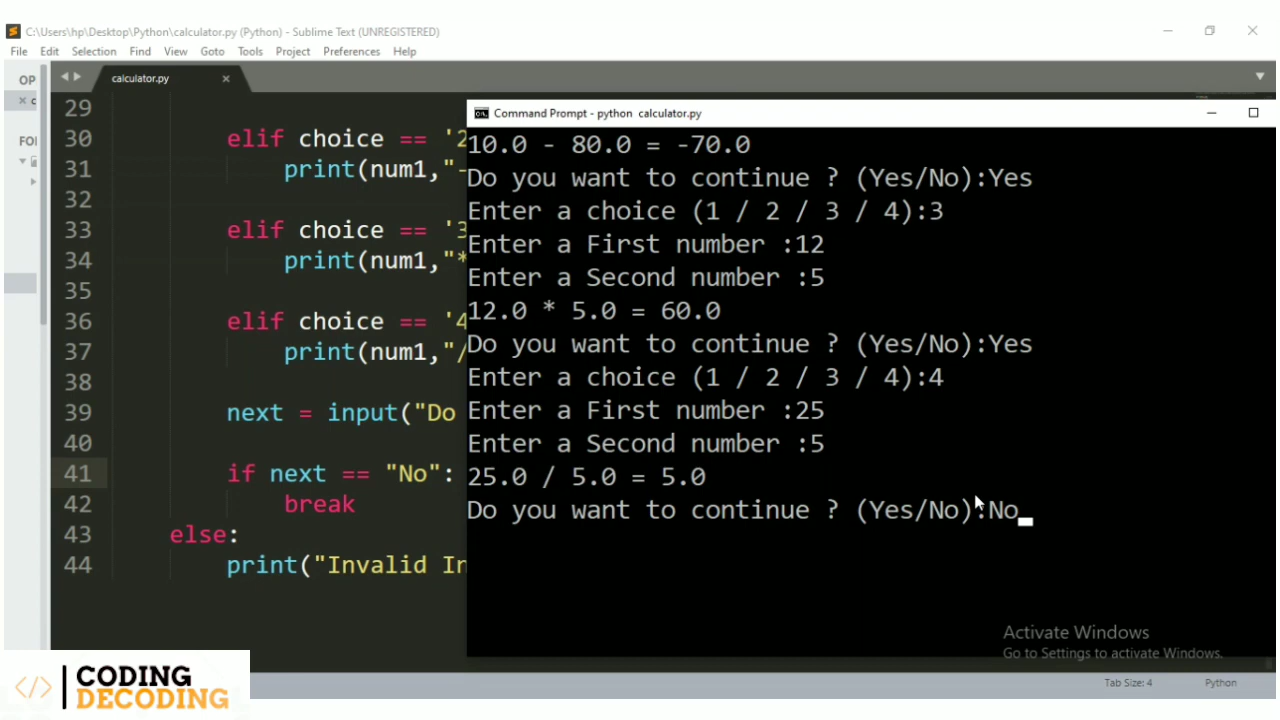 C:\Users\hp\Desktop\Python\calculator.py (Python) - Sublime Text (UNREGISTERED)
File Edit Selection Find View Goto Tools Project Preferences Help
OP
calculator.py
c
FOl
29
30 elif choice == '2
31 print(num1,"-
32
33 elif choice == '3
34 print(num1,"*
35
36 elif choice == '4
37 print(num1,"/
38
39 next = input("Do
40
41 if next == "No":
42 break
43 else:
44 print("Invalid In
Command Prompt - python calculator.py
10.0 - 80.0 = -70.0
Do you want to continue ? (Yes/No):Yes
Enter a choice (1 / 2 / 3 / 4):3
Enter a First number :12
Enter a Second number :5
12.0 * 5.0 = 60.0
Do you want to continue ? (Yes/No):Yes
Enter a choice (1 / 2 / 3 / 4):4
Enter a First number :25
Enter a Second number :5
25.0 / 5.0 = 5.0
Do you want to continue ? (Yes/No):No
Activate Windows
Go to Settings to activate Windows.
</> CODING
DECODING
Tab Size: 4 Python